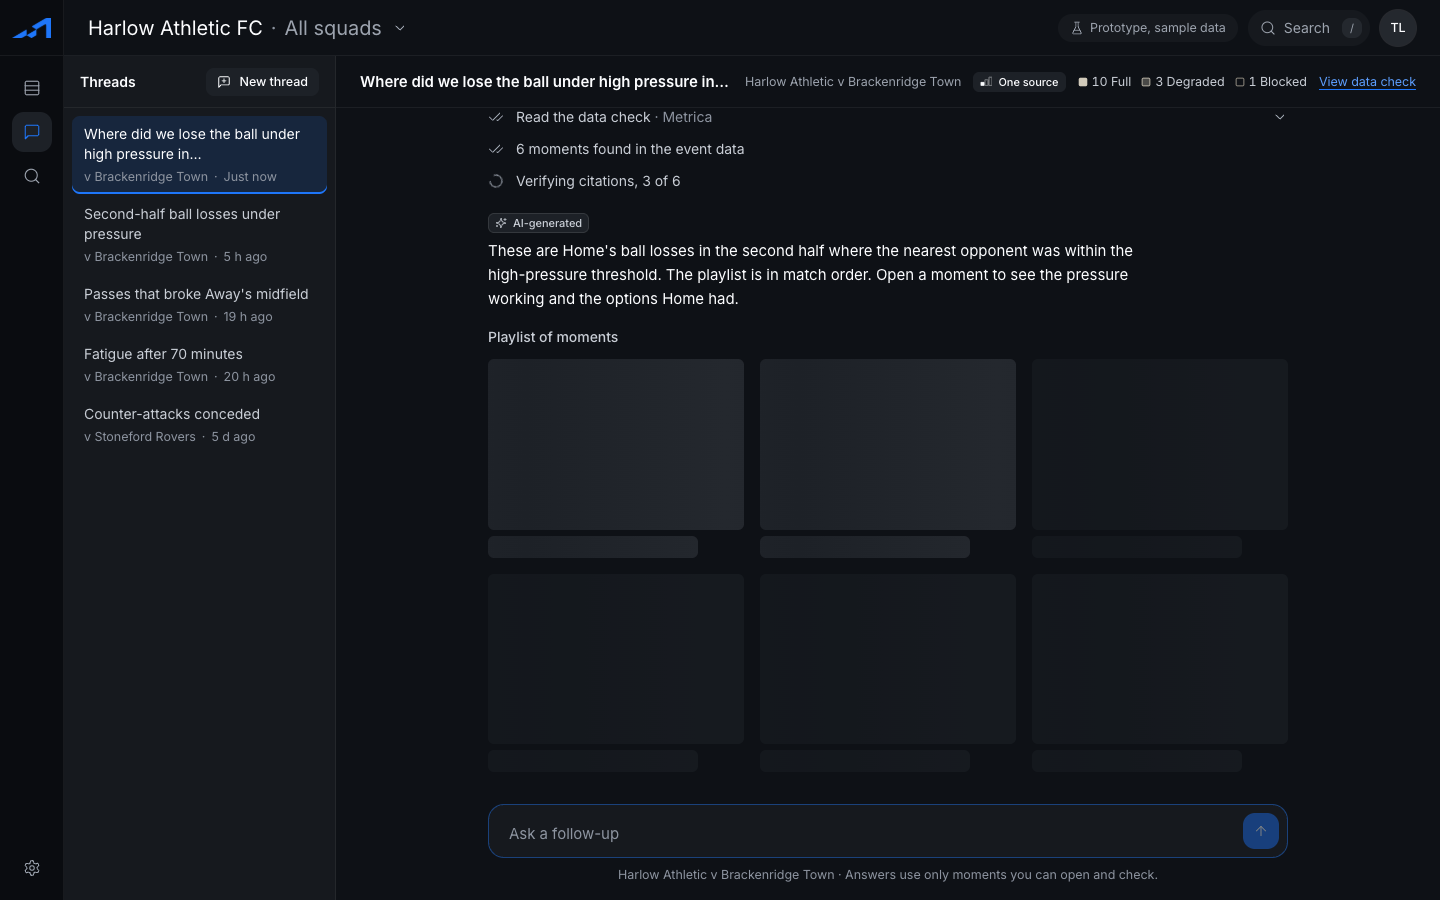 Harlow Athletic FC · All squads
Prototype, sample data
Search /
TL
Threads
New thread
Where did we lose the ball under high pressure in…
v Brackenridge Town · Just now
Second-half ball losses under pressure
v Brackenridge Town · 5 h ago
Passes that broke Away's midfield
v Brackenridge Town · 19 h ago
Fatigue after 70 minutes
v Brackenridge Town · 20 h ago
Counter-attacks conceded
v Stoneford Rovers · 5 d ago
Where did we lose the ball under high pressure in…
Harlow Athletic v Brackenridge Town
One source
10 Full
3 Degraded
1 Blocked
View data check
Read the data check · Metrica
6 moments found in the event data
Verifying citations, 3 of 6
AI-generated
These are Home's ball losses in the second half where the nearest opponent was within the
high-pressure threshold. The playlist is in match order. Open a moment to see the pressure
working and the options Home had.
Playlist of moments
Ask a follow-up
Harlow Athletic v Brackenridge Town · Answers use only moments you can open and check.